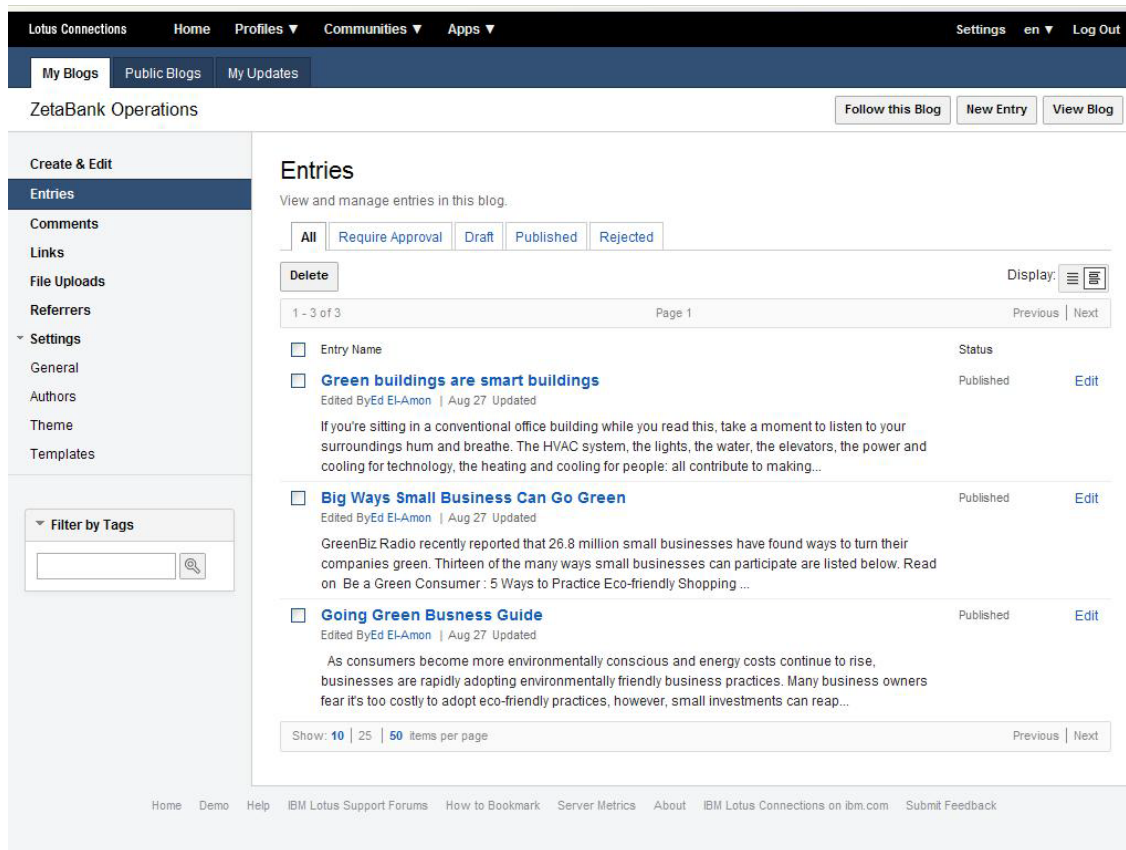 Lotus Connections Home Profiles ▼ Communities ▼ Apps ▼ Settings en ▼ Log Out
My Blogs Public Blogs My Updates
ZetaBank Operations Follow this Blog New Entry View Blog
Create & Edit
Entries
Comments
Links
File Uploads
Referrers
Settings
General
Authors
Theme
Templates
Filter by Tags
Entries
View and manage entries in this blog.
All Require Approval Draft Published Rejected
Delete Display:
1 - 3 of 3 Page 1 Previous | Next
Entry Name Status
Green buildings are smart buildings Published Edit
Edited ByEd El-Amon | Aug 27 Updated
If you're sitting in a conventional office building while you read this, take a moment to listen to your
surroundings hum and breathe. The HVAC system, the lights, the water, the elevators, the power and
cooling for technology, the heating and cooling for people: all contribute to making...
Big Ways Small Business Can Go Green Published Edit
Edited ByEd El-Amon | Aug 27 Updated
GreenBiz Radio recently reported that 26.8 million small businesses have found ways to turn their
companies green. Thirteen of the many ways small businesses can participate are listed below. Read
on Be a Green Consumer : 5 Ways to Practice Eco-friendly Shopping ...
Going Green Busness Guide Published Edit
Edited ByEd El-Amon | Aug 27 Updated
As consumers become more environmentally conscious and energy costs continue to rise,
businesses are rapidly adopting environmentally friendly business practices. Many business owners
fear it's too costly to adopt eco-friendly practices, however, small investments can reap...
Show: 10 | 25 | 50 items per page Previous | Next
Home Demo Help IBM Lotus Support Forums How to Bookmark Server Metrics About IBM Lotus Connections on ibm.com Submit Feedback